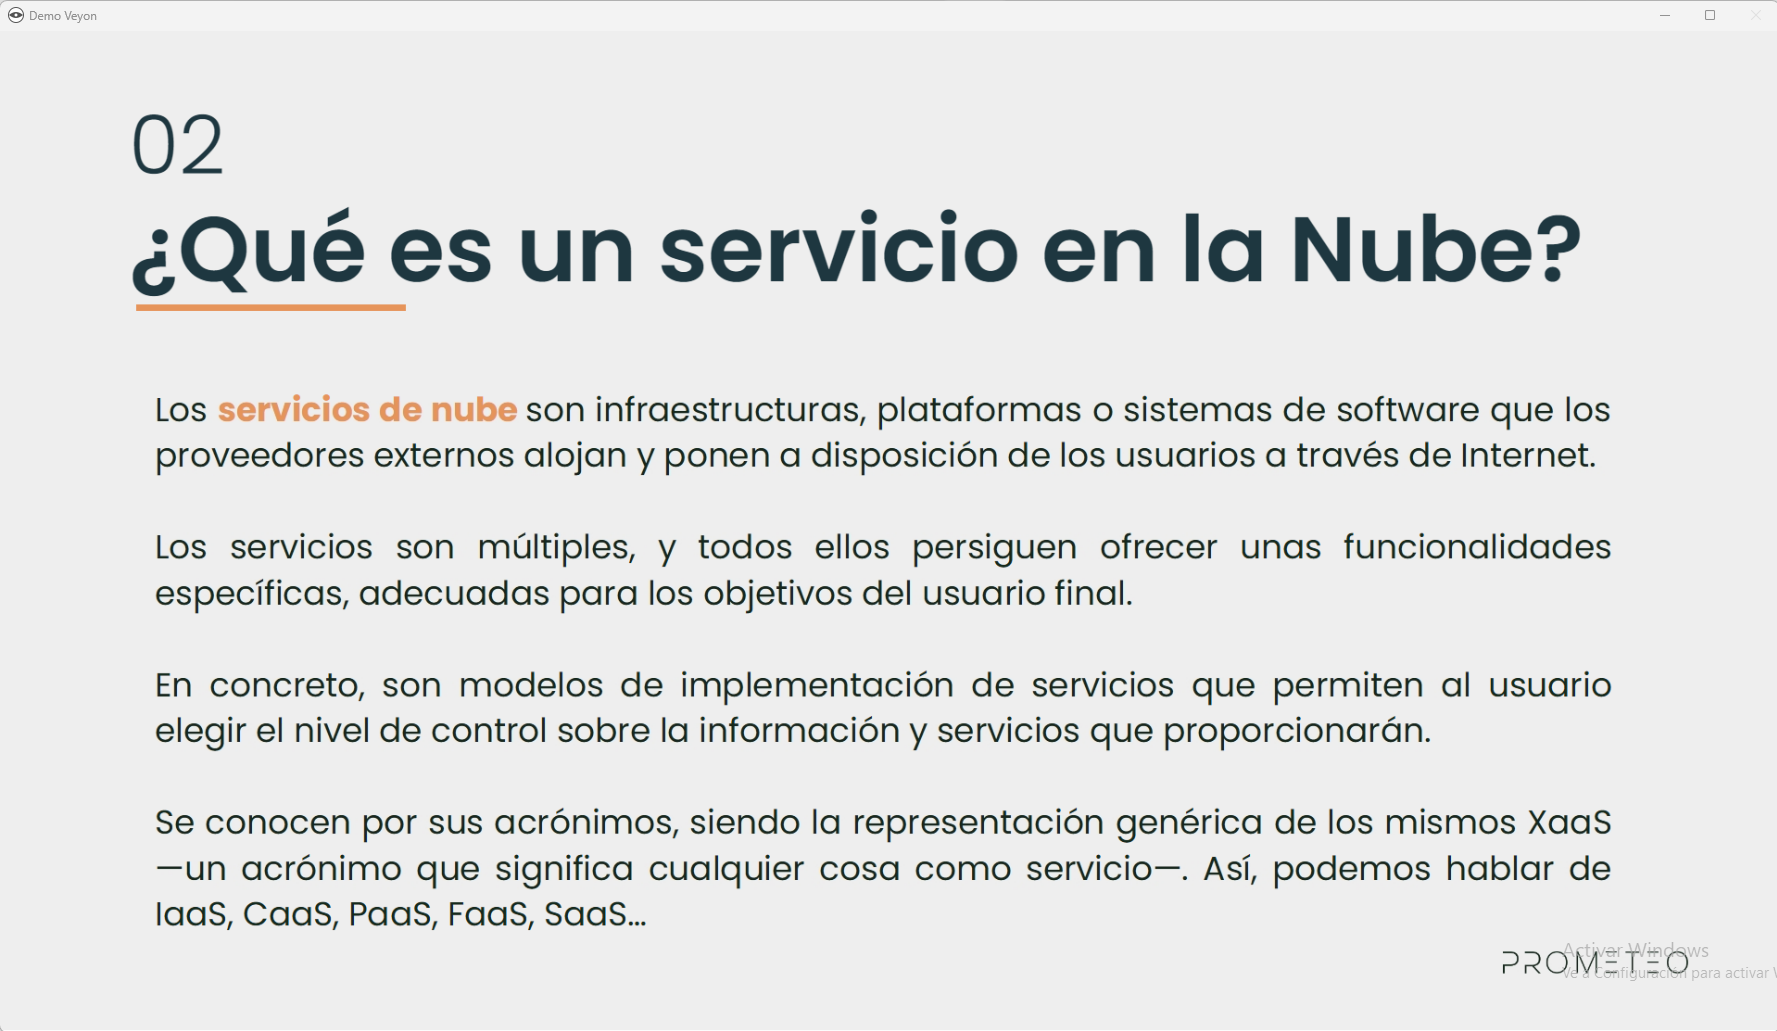 Demo Veyon
02
¿Qué es un servicio en la Nube?
Los servicios de nube son infraestructuras, plataformas o sistemas de software que los
proveedores externos alojan y ponen a disposición de los usuarios a través de Internet.
Los servicios son múltiples, y todos ellos persiguen ofrecer unas funcionalidades
específicas, adecuadas para los objetivos del usuario final.
En concreto, son modelos de implementación de servicios que permiten al usuario
elegir el nivel de control sobre la información y servicios que proporcionarán.
Se conocen por sus acrónimos, siendo la representación genérica de los mismos XaaS
—un acrónimo que significa cualquier cosa como servicio—. Así, podemos hablar de
IaaS, CaaS, PaaS, FaaS, SaaS...
Activar Windows
PROMETEO
Ve a Configuración para activar